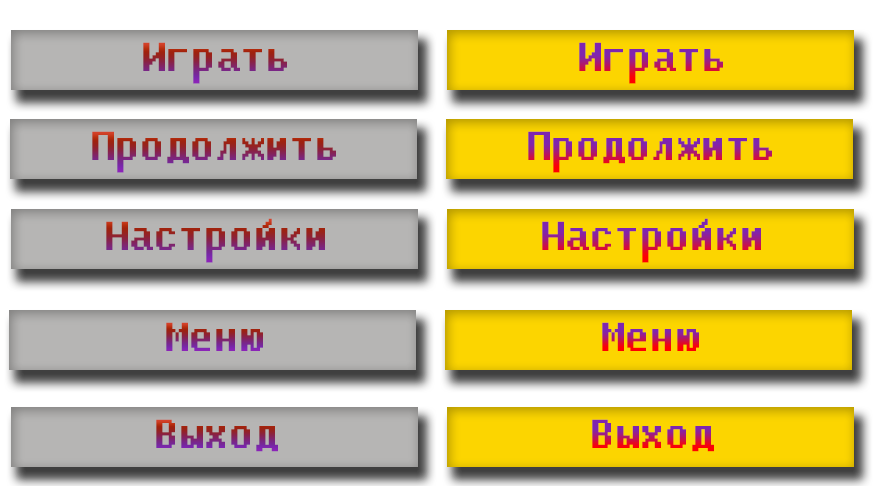 Играть Играть
Продолжить Продолжить
Настройки Настройки
Меню Меню
Выход Выход